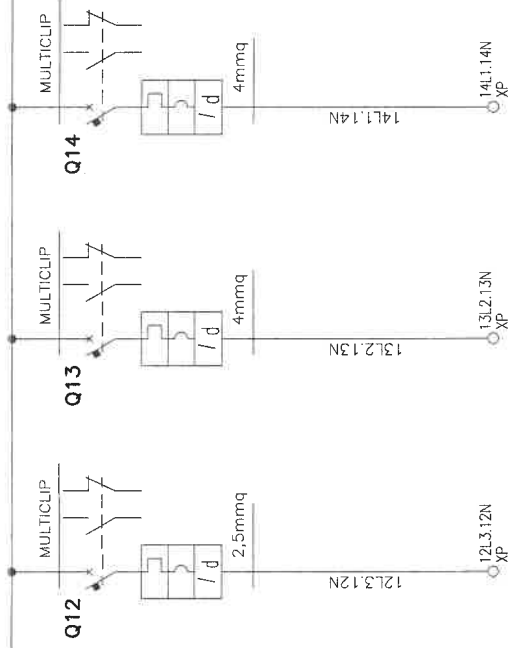 MULTICLIP
Q14
/ d
4mmq
14L1.14N
14L1.14N
XP
MULTICLIP
Q13
/ d
4mmq
13L2.13N
13L2.13N
XP
MULTICLIP
Q12
/ d
2,5mmq
12L3.12N
12L3.12N
XP